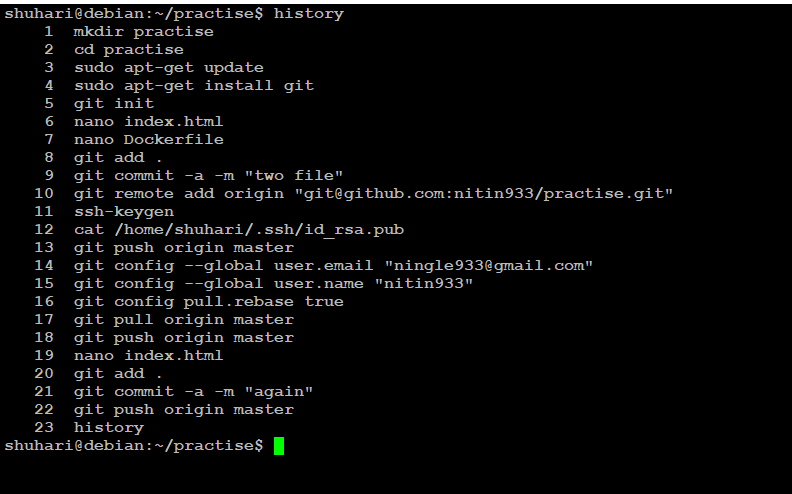 shuhari@debian:~/practise$ history
1 mkdir practise
2 cd practise
3 sudo apt-get update
4 sudo apt-get install git
5 git init
6 nano index.html
7 nano Dockerfile
8 git add .
9 git commit -a -m "two file"
10 git remote add origin "git@github.com:nitin933/practise.git"
11 ssh-keygen
12 cat /home/shuhari/.ssh/id_rsa.pub
13 git push origin master
14 git config --global user.email "ningle933@gmail.com"
15 git config --global user.name "nitin933"
16 git config pull.rebase true
17 git pull origin master
18 git push origin master
19 nano index.html
20 git add .
21 git commit -a -m "again"
22 git push origin master
23 history
shuhari@debian:~/practise$